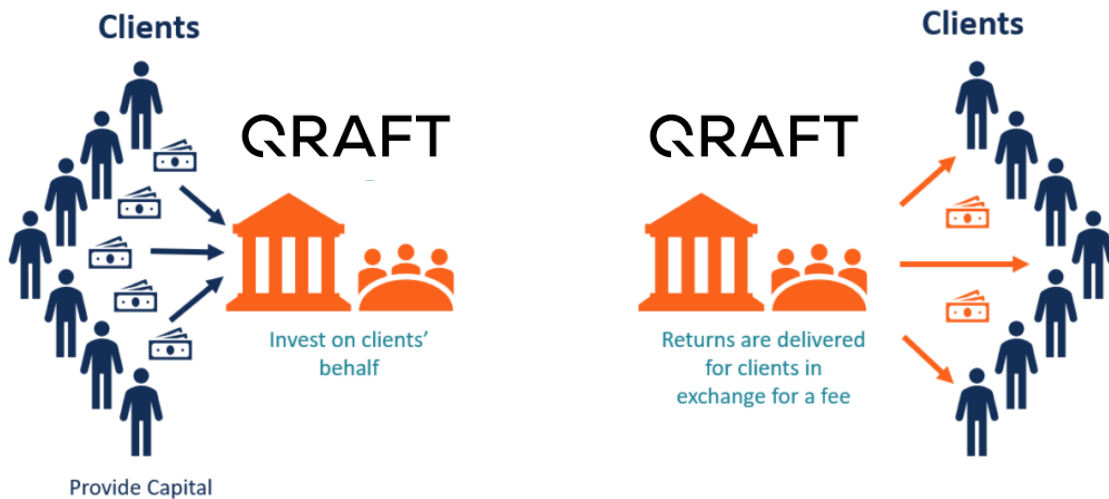 Clients
QRAFT
Invest on clients'
behalf
Provide Capital
Clients
QRAFT
Returns are delivered
for clients in
exchange for a fee